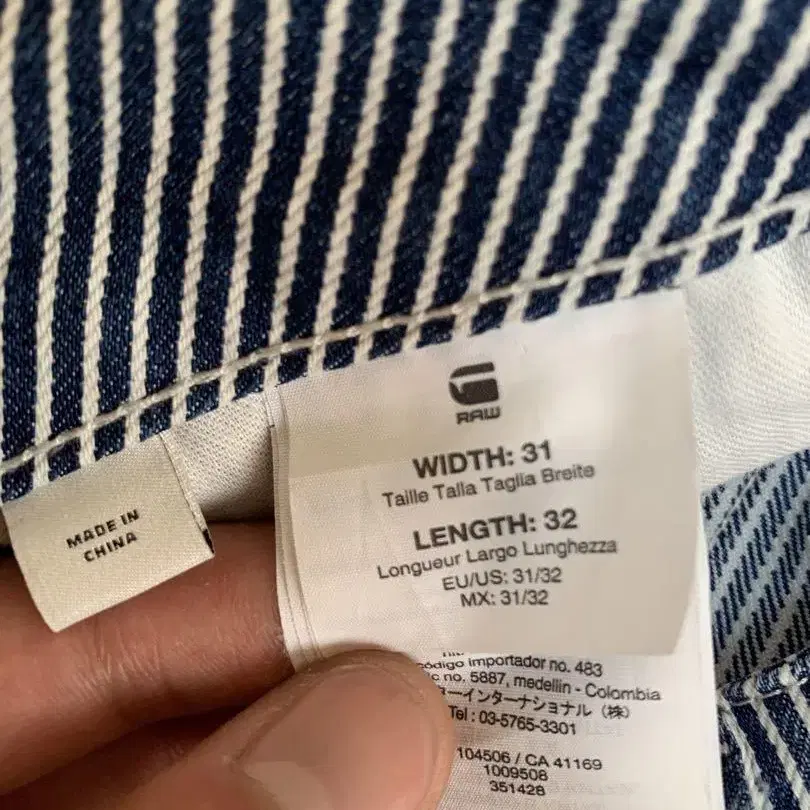 MADE IN
CHINA
RAW
WIDTH: 31
Taille Talla Taglia Breite
LENGTH: 32
Longueur Largo Lunghezza
EU/US: 31/32
MX: 31/32
código importador no. 483
no. 5887, medellin - Colombia
ターインターナショナル (株)
Tel : 03-5765-3301
104506 / CA 41169
1009508
351428